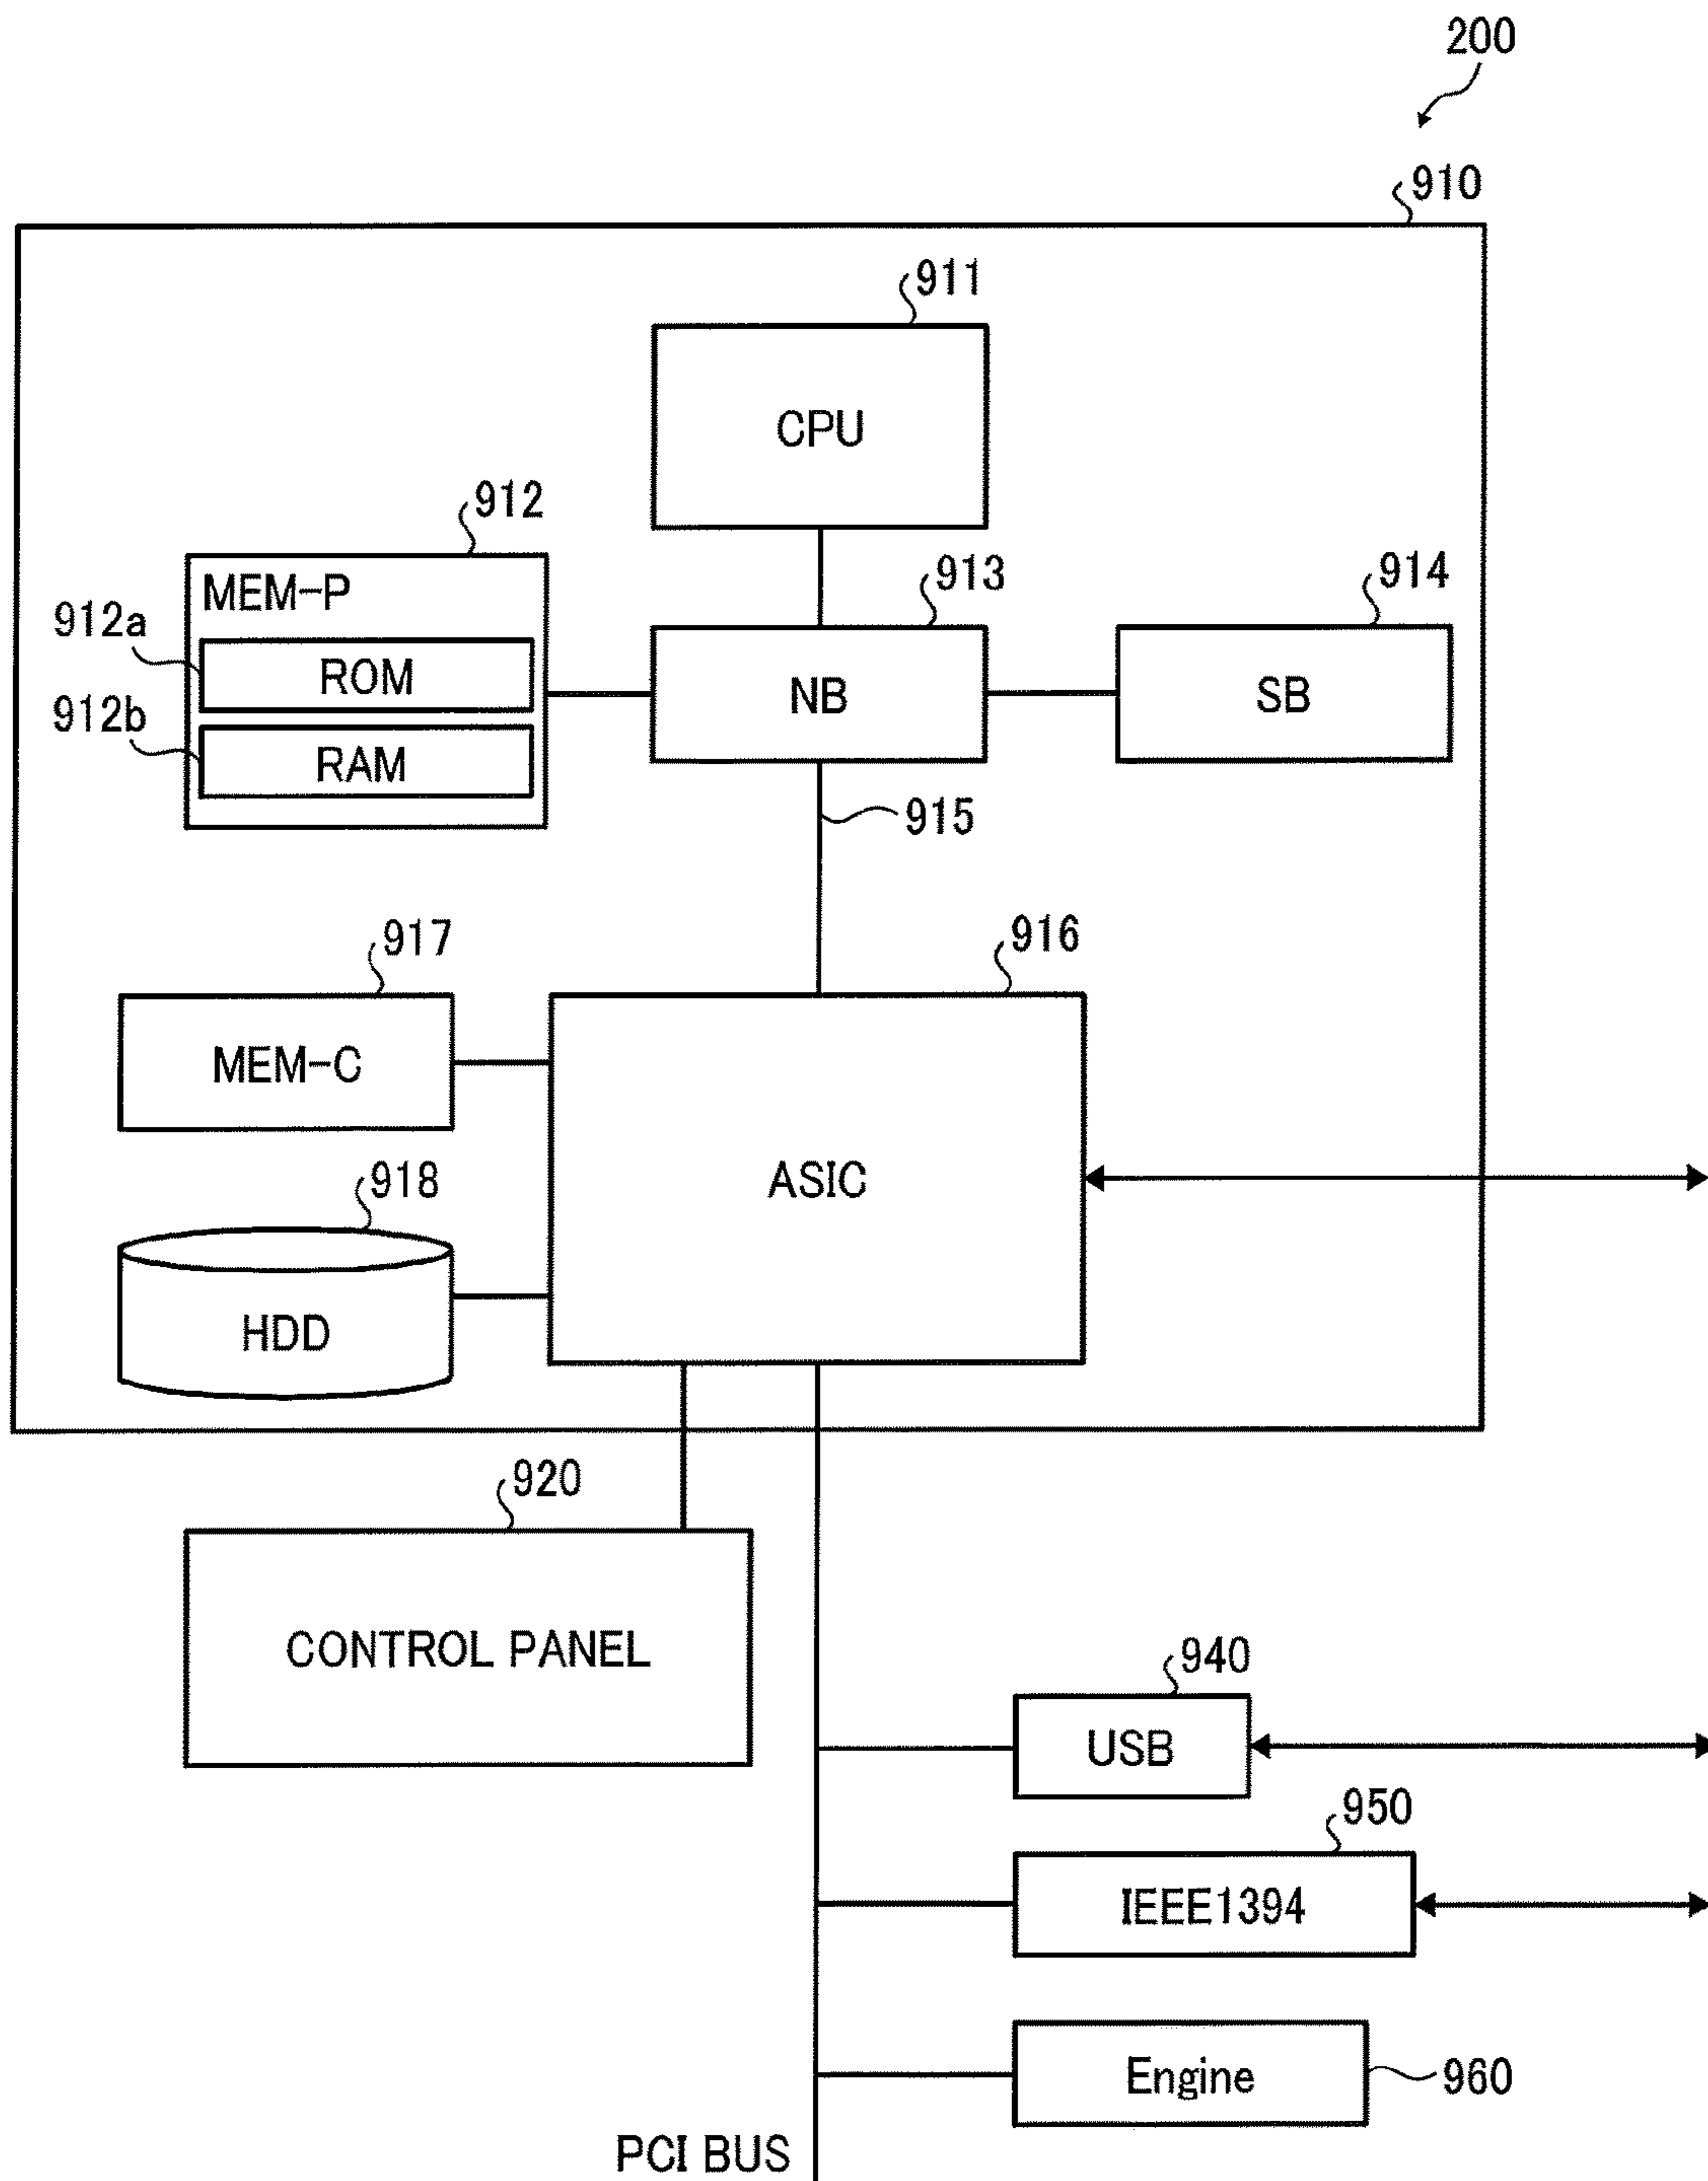 200
910
911
CPU
912
MEM-P
912a
ROM
912b
RAM
913
NB
914
SB
915
917
MEM-C
916
ASIC
918
HDD
920
CONTROL PANEL
940
USB
950
IEEE1394
Engine
960
PCI BUS